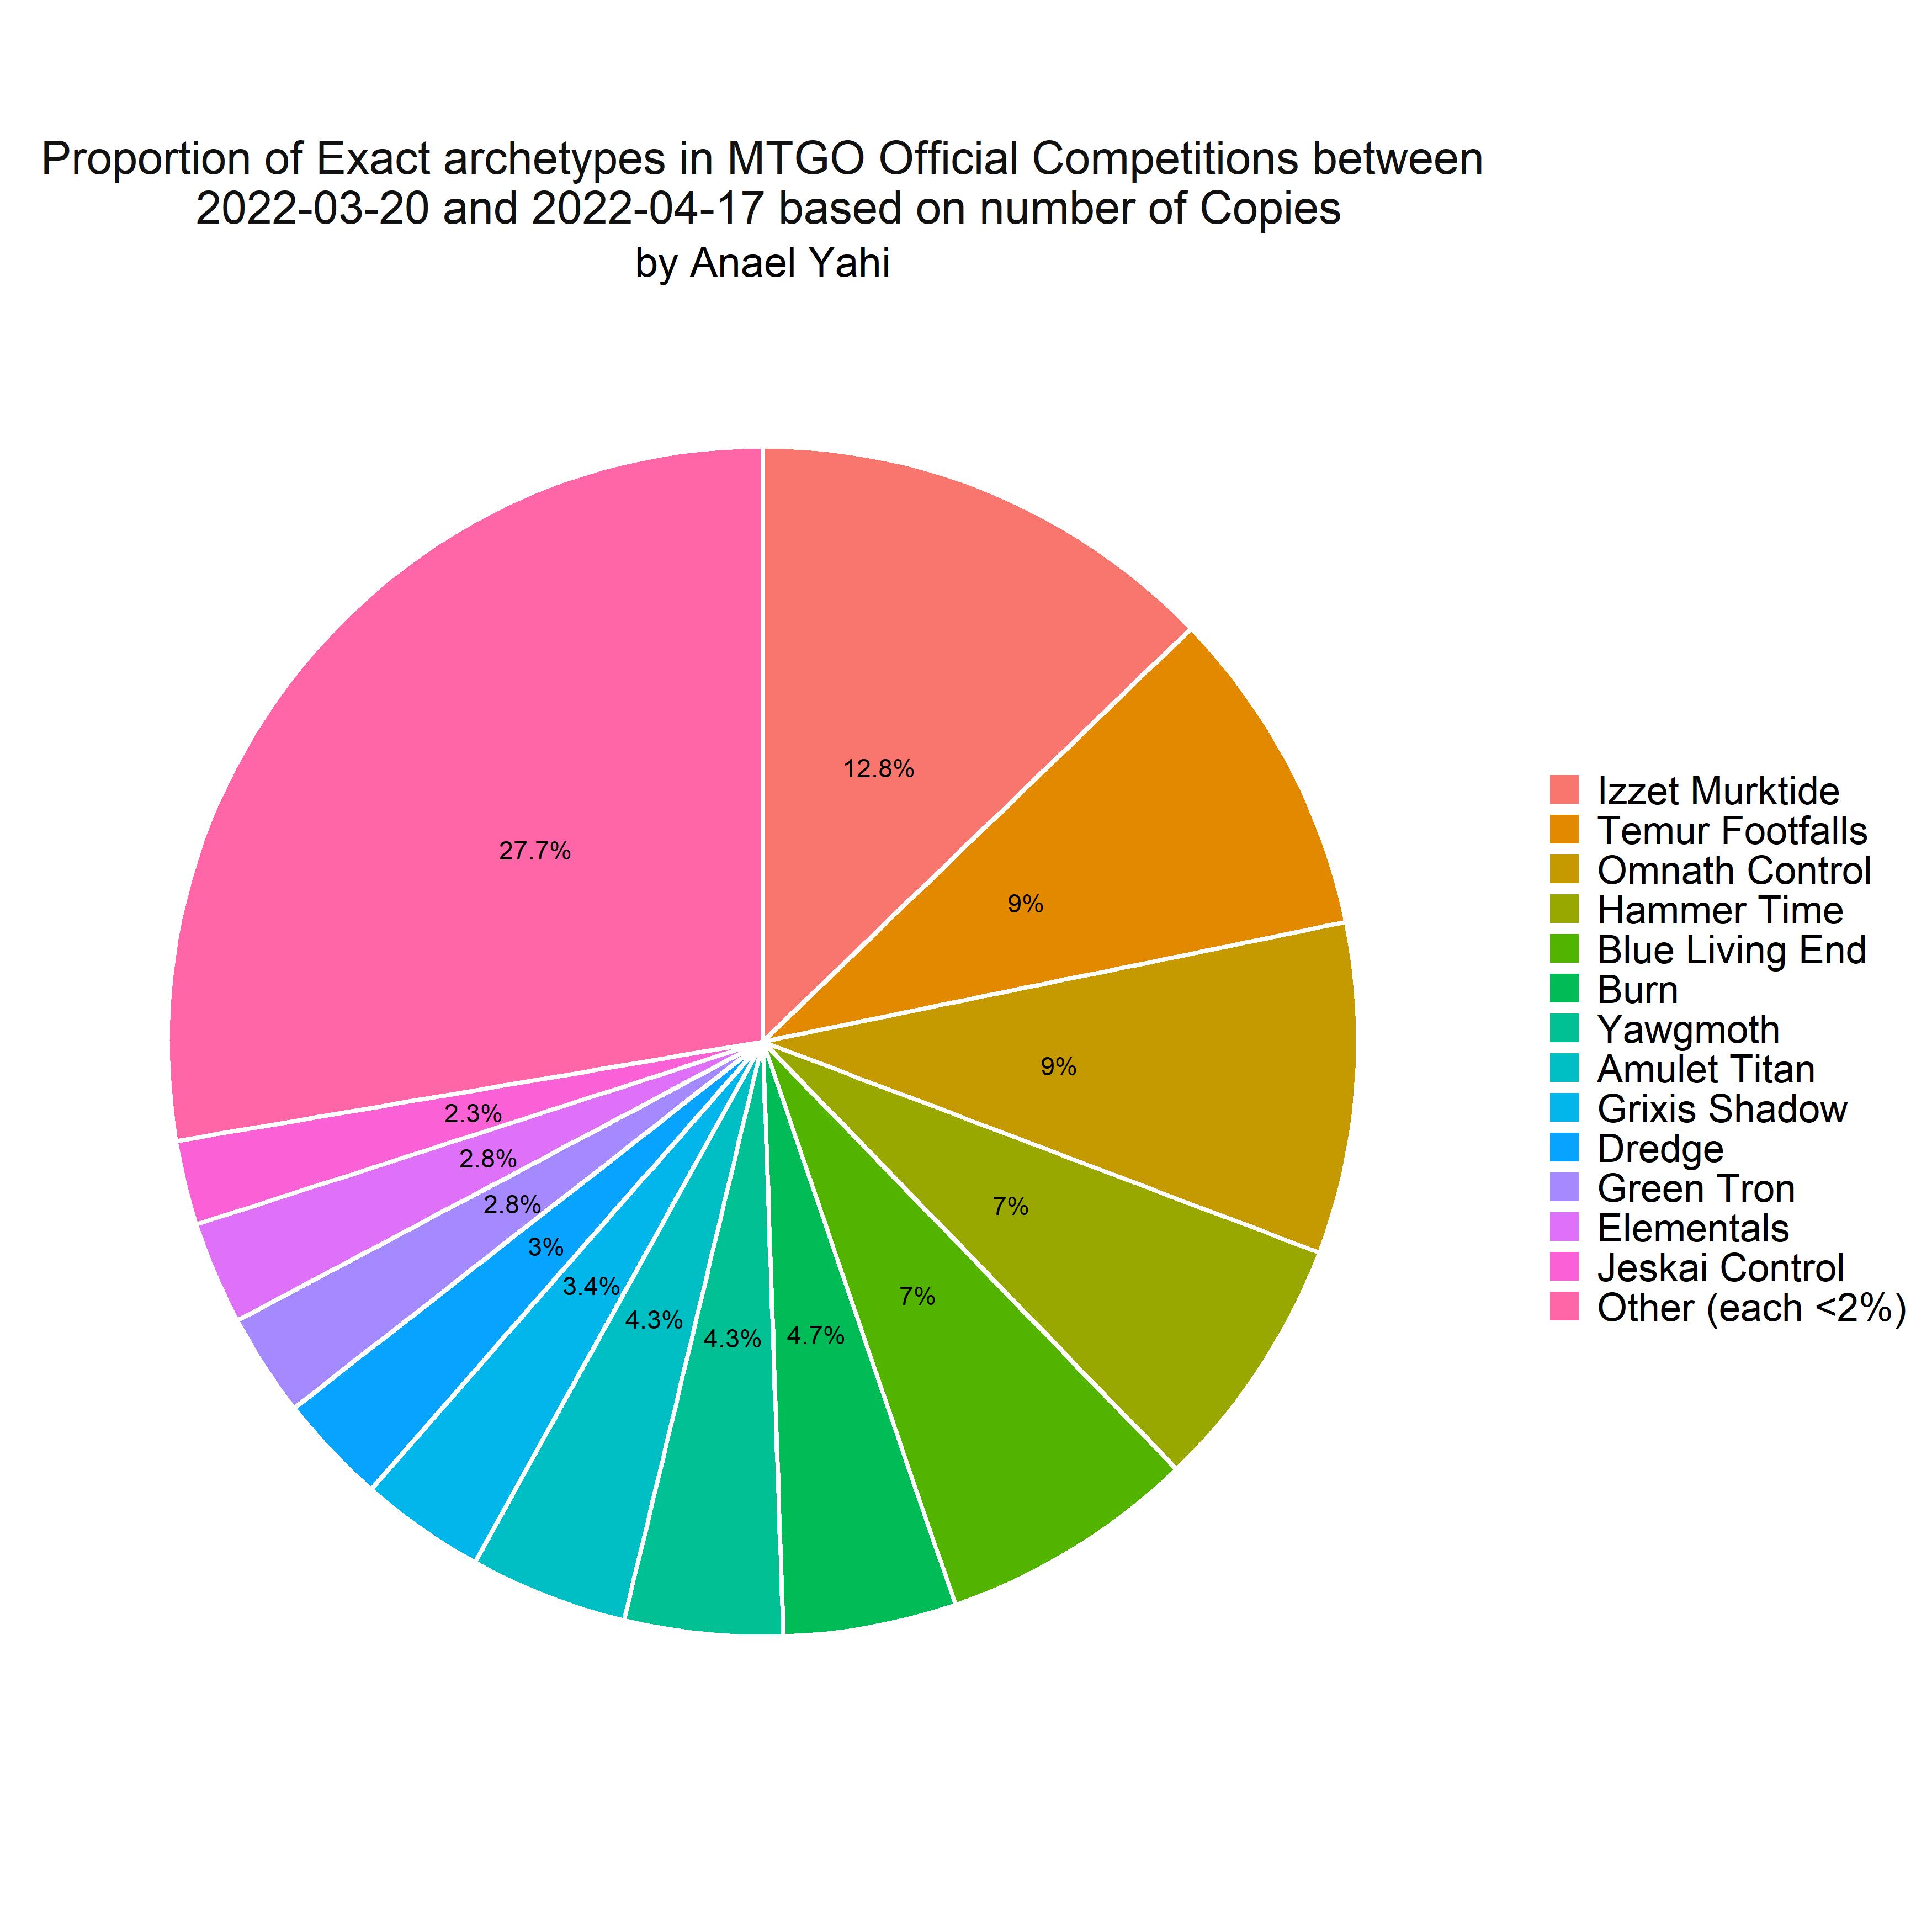 Proportion of Exact archetypes in MTGO Official Competitions between
2022-03-20 and 2022-04-17 based on number of Copies
by Anael Yahi
12.8%
27.7%
9%
9%
2.3%
2.8%
2.8%
7%
3%
3.4%
7%
4.3%
4.3%
4.7%
Izzet Murktide
Temur Footfalls
Omnath Control
Hammer Time
Blue Living End
Burn
Yawgmoth
Amulet Titan
Grixis Shadow
Dredge
Green Tron
Elementals
Jeskai Control
Other (each <2%)